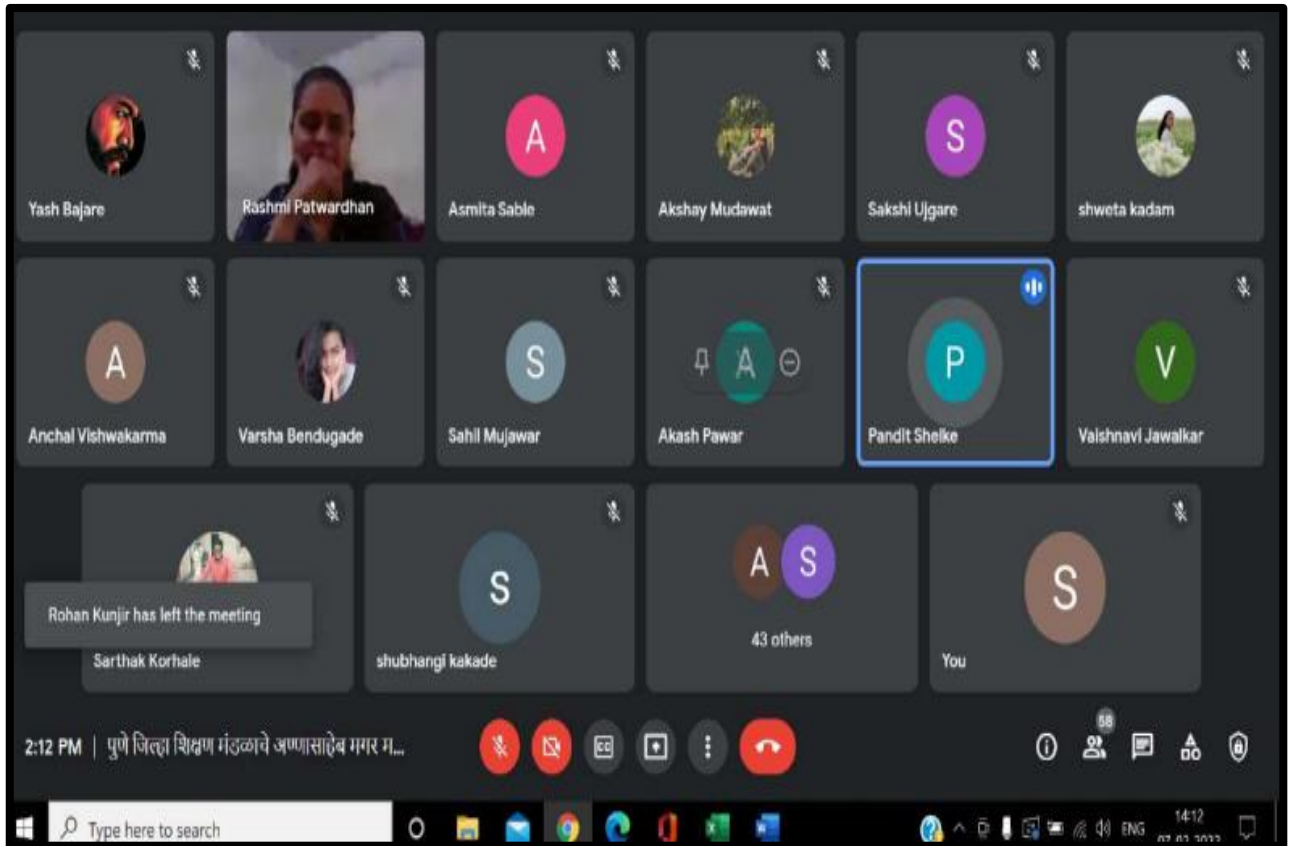 Yash Bajare
Rashmi Patwardhan
A
Asmita Sable
Akshay Mudawat
S
Sakshi Ujgare
shweta kadam
A
Anchal Vishwakarma
Varsha Bendugade
S
Sahil Mujawar
A
Akash Pawar
P
Pandit Shelke
V
Vaishnavi Jawalkar
Rohan Kunjir has left the meeting
Sarthak Korhale
S
shubhangi kakade
A S
43 others
S
You
2:12 PM | पुणे जिल्हा शिक्षण मंडळाचे अण्णासाहेब मगर म...
CC
58
Type here to search
ENG
14:12